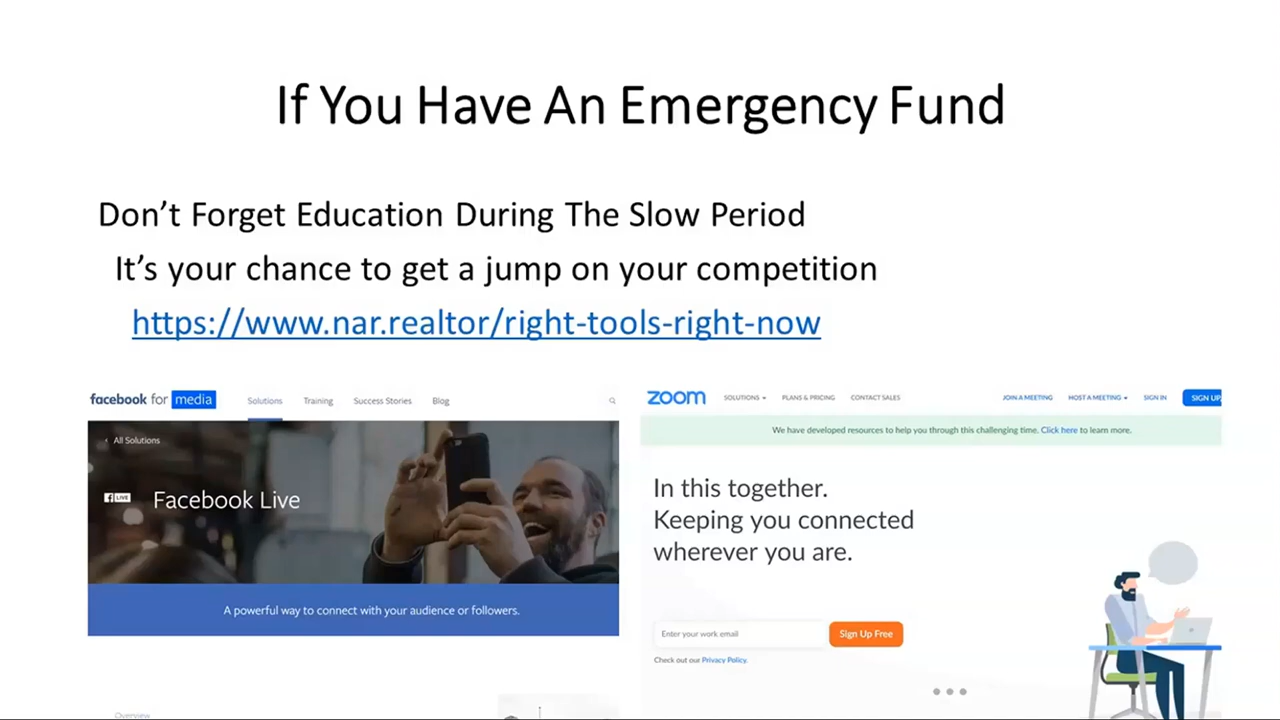 If You Have An Emergency Fund
Don't Forget Education During The Slow Period
It's your chance to get a jump on your competition
https://www.nar.realtor/right-tools-right-now
facebook for media Solutions Training Success Stories Blog
‹ All Solutions
f LIVE Facebook Live
A powerful way to connect with your audience or followers.
Overview
zoom SOLUTIONS PLANS & PRICING CONTACT SALES JOIN A MEETING HOST A MEETING SIGN IN SIGN UP,
We have developed resources to help you through this challenging time. Click here to learn more.
In this together.
Keeping you connected
wherever you are.
Enter your work email Sign Up Free
Check out our Privacy Policy.